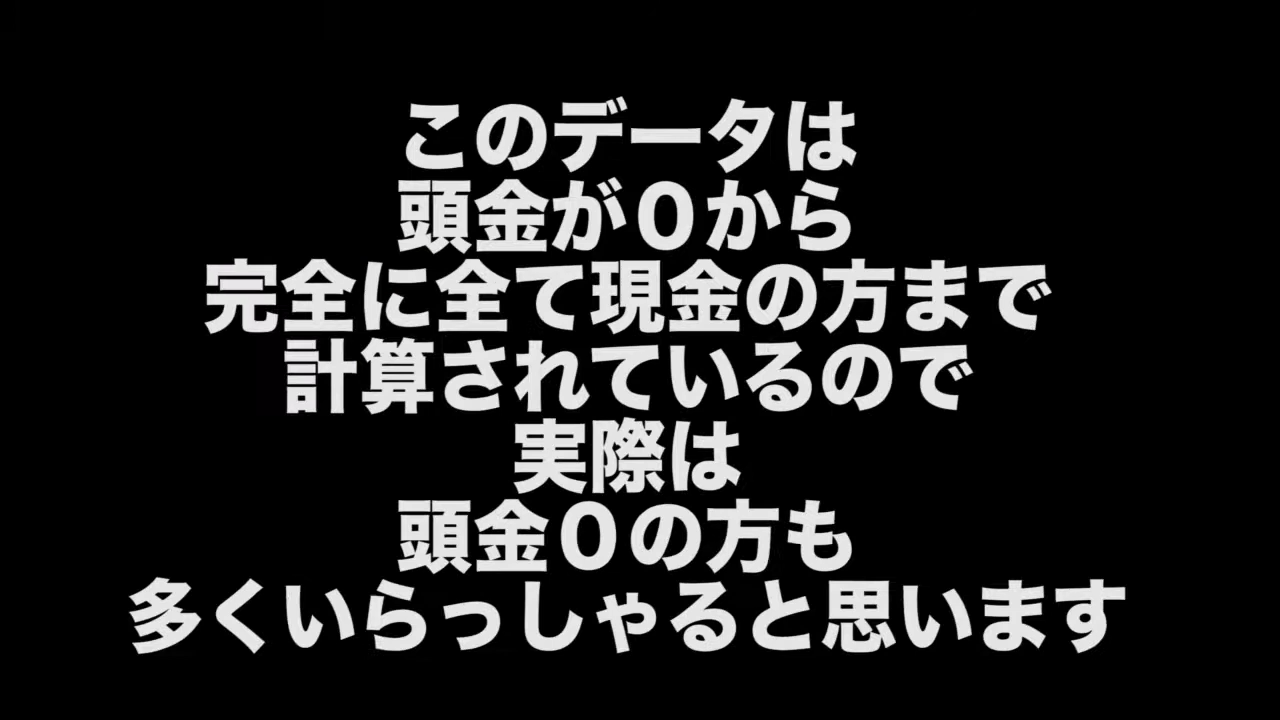 このデータは
頭金が０から
完全に全て現金の方まで
計算されているので
実際は
頭金０の方も
多くいらっしゃると思います